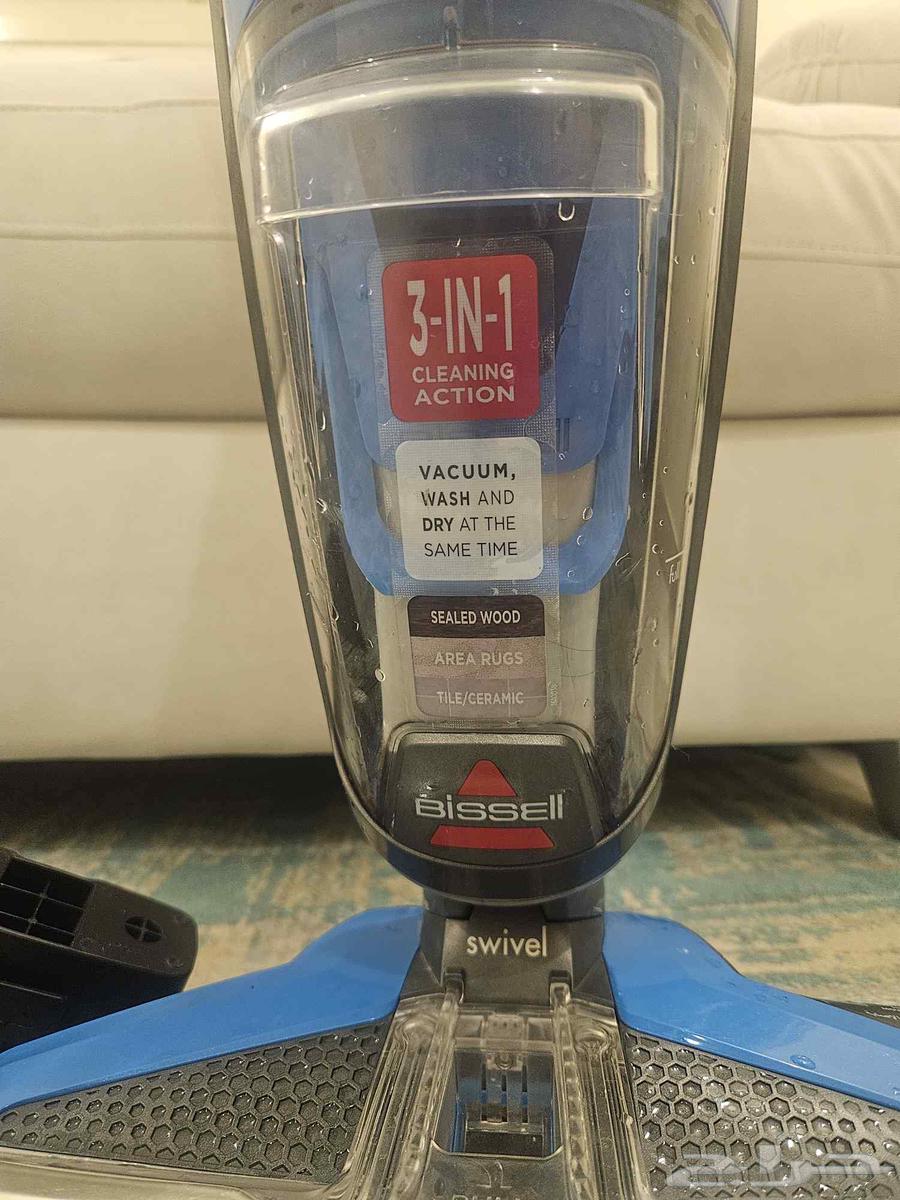 3-IN-1
CLEANING
ACTION
VACUUM,
WASH AND
DRY AT THE
SAME TIME
full
SEALED WOOD
AREA RUGS
TILE/CERAMIC
BISSELL
swivel